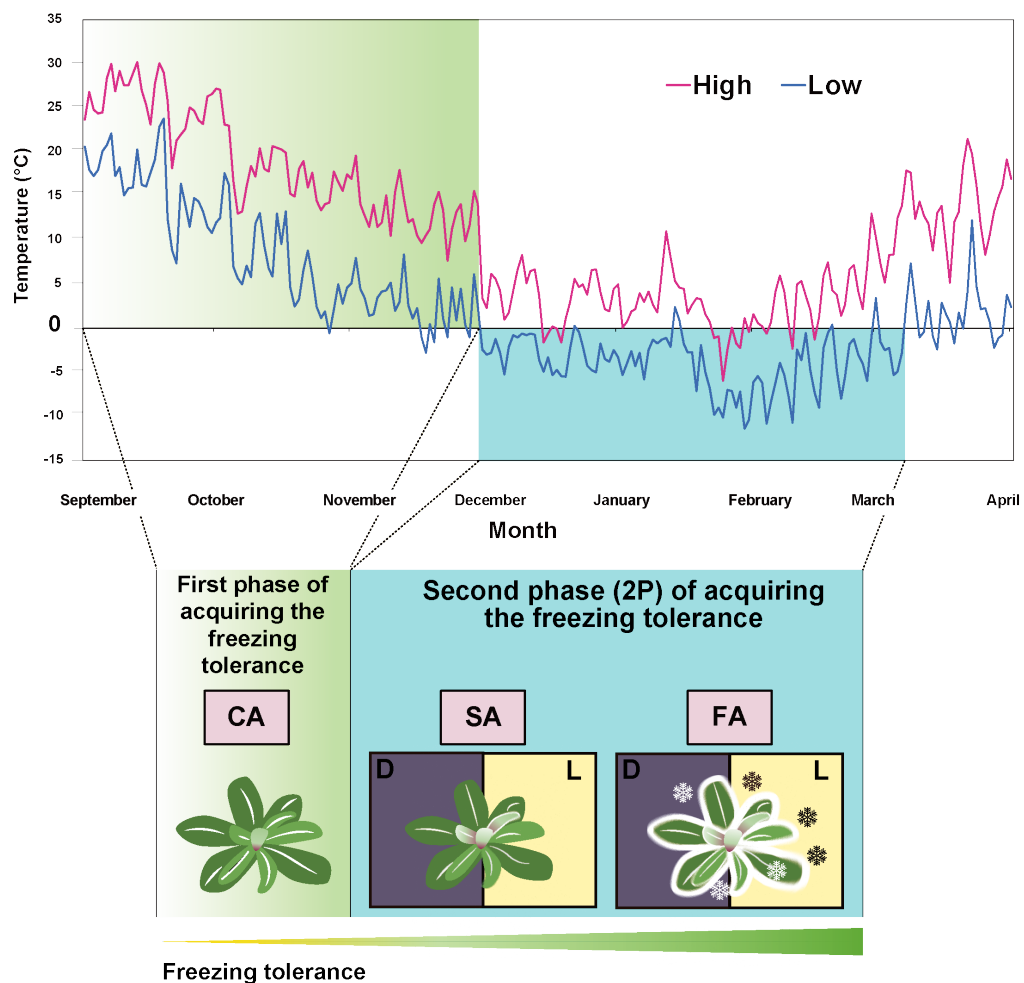 35
30
25
20
15
10
5
0
-5
-10
-15
Temperature (°C)
High
Low
September
October
November
December
January
February
March
April
Month
First phase of
acquiring the
freezing
tolerance
Second phase (2P) of acquiring
the freezing tolerance
CA
SA
FA
D
L
D
L
Freezing tolerance